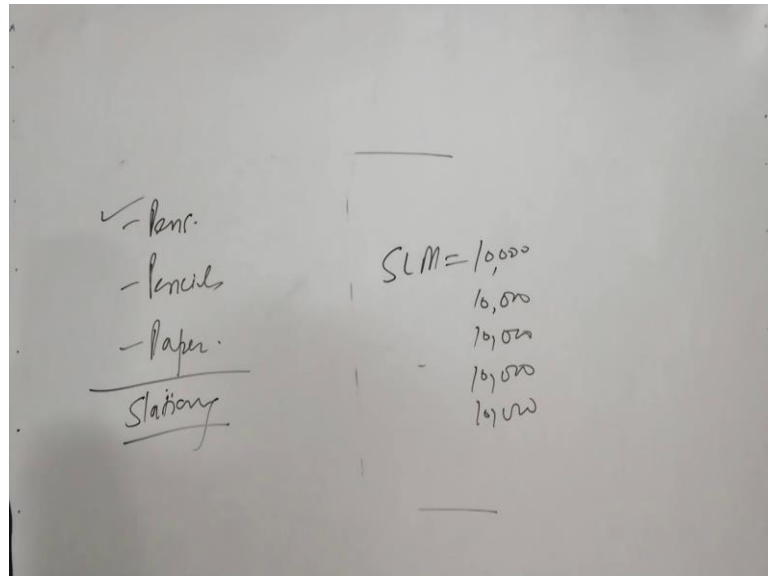 ✓ - Pens.
- Pencils
- Paper.
Stationy
SLM = 10,000
10,000
10,000
10,000
10,000